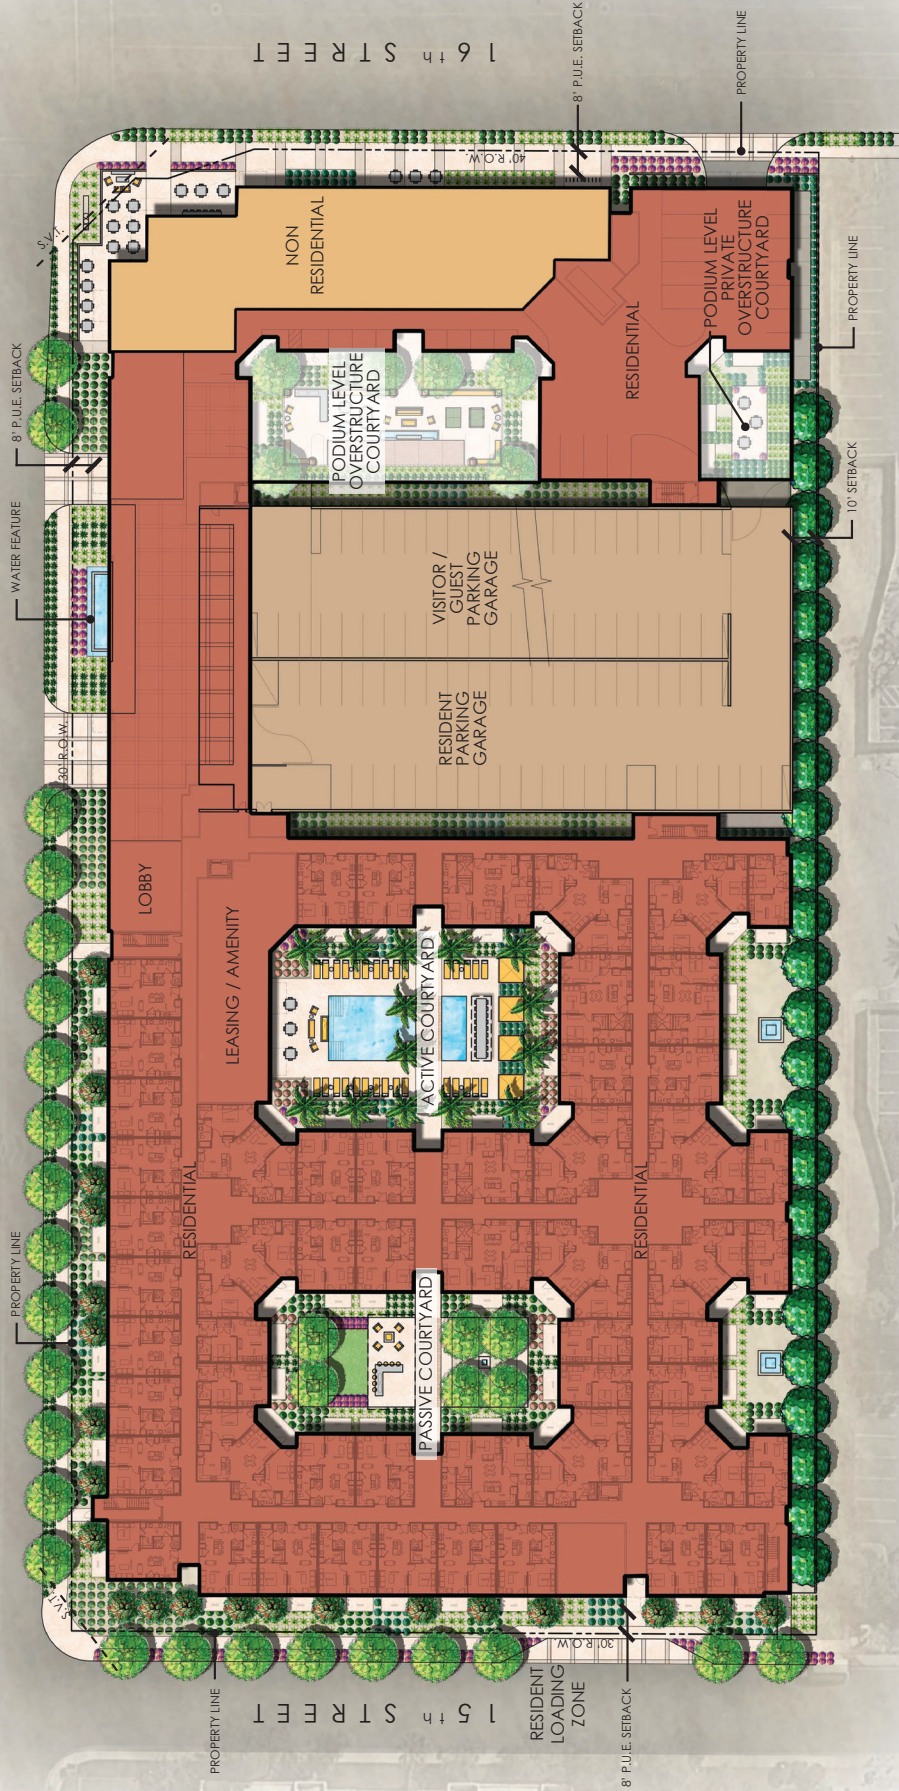 16th STREET
8' P.U.E. SETBACK
PROPERTY LINE
40' R.O.W.
S.V.T.
NON
RESIDENTIAL
PODIUM LEVEL
PRIVATE
OVERSTRUCTURE
COURTYARD
PROPERTY LINE
RESIDENTIAL
8' P.U.E. SETBACK
PODIUM LEVEL
OVERSTRUCTURE
COURTYARD
10' SETBACK
WATER FEATURE
VISITOR /
GUEST
PARKING
GARAGE
RESIDENT
PARKING
GARAGE
30' R.O.W.
LOBBY
LEASING / AMENITY
ACTIVE COURTYARD
RESIDENTIAL
RESIDENTIAL
PROPERTY LINE
PASSIVE COURTYARD
S.V.T.
30' R.O.W.
PROPERTY LINE
15th STREET
RESIDENT
LOADING
ZONE
8' P.U.E. SETBACK